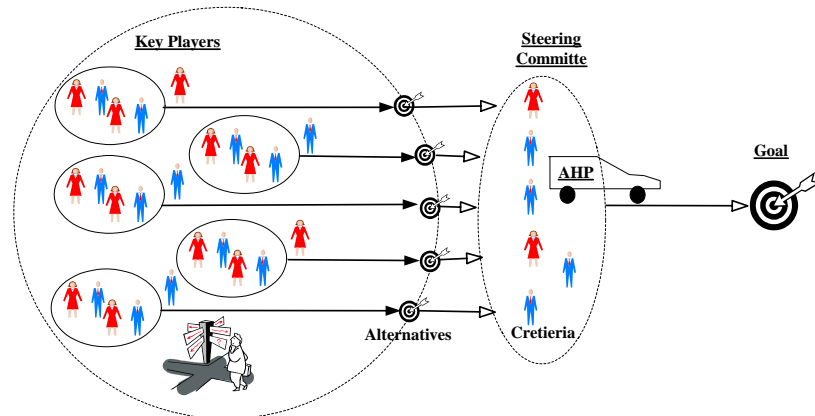 Key Players
Steering
Committe
AHP
Goal
Alternatives
Cretieria